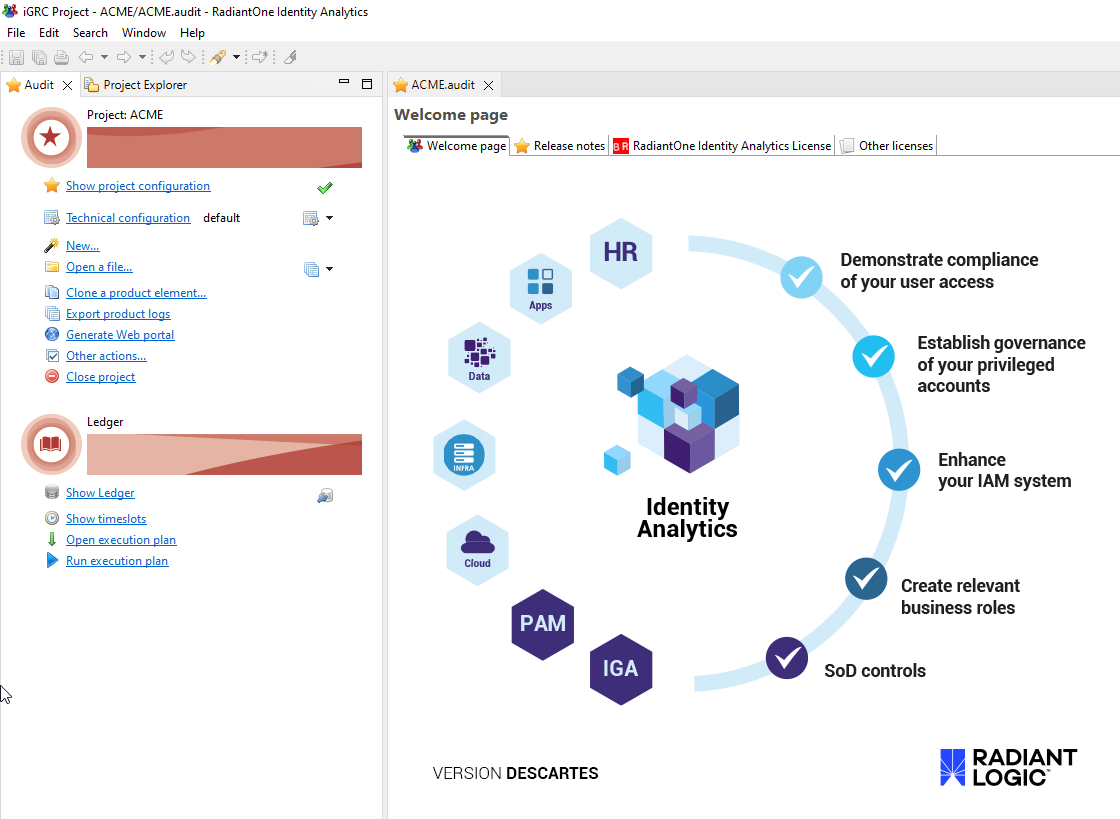 iGRC Project - ACME/ACME.audit - RadiantOne Identity Analytics
File Edit Search Window Help
Audit Project Explorer
Project: ACME
Show project configuration
Technical configuration default
New...
Open a file...
Clone a product element...
Export product logs
Generate Web portal
Other actions...
Close project
Ledger
Show Ledger
Show timeslots
Open execution plan
Run execution plan
ACME.audit
Welcome page
Welcome page Release notes BR RadiantOne Identity Analytics License Other licenses
HR
Apps
Data
INFRA
Cloud
PAM
IGA
Identity
Analytics
Demonstrate compliance
of your user access
Establish governance
of your privileged
accounts
Enhance
your IAM system
Create relevant
business roles
SoD controls
VERSION DESCARTES
RADIANT
LOGIC